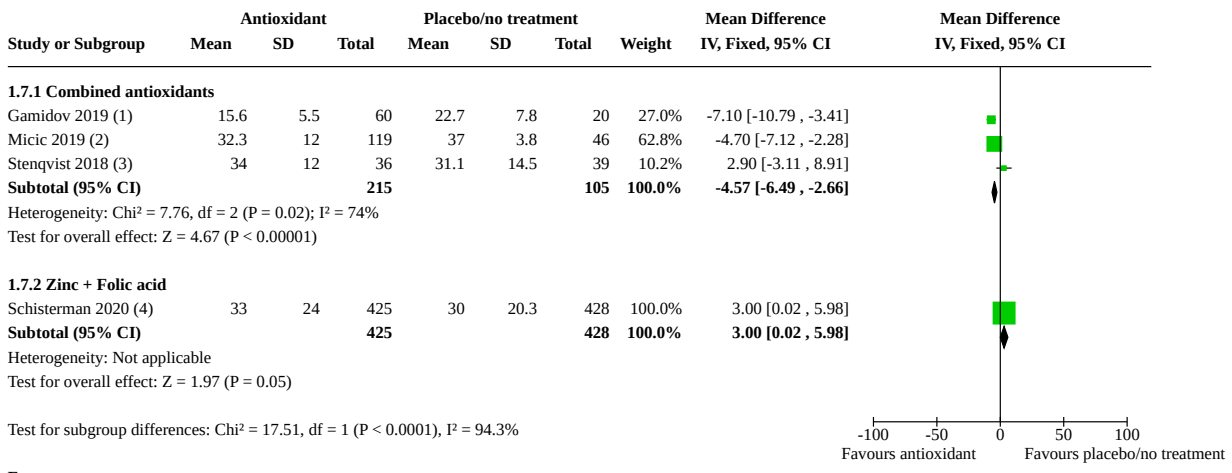 Antioxidant Placebo/no treatment Mean Difference Mean Difference
Study or Subgroup Mean SD Total Mean SD Total Weight IV, Fixed, 95% CI IV, Fixed, 95% CI
1.7.1 Combined antioxidants
Gamidov 2019 (1) 15.6 5.5 60 22.7 7.8 20 27.0% -7.10 [-10.79 , -3.41]
Micic 2019 (2) 32.3 12 119 37 3.8 46 62.8% -4.70 [-7.12 , -2.28]
Stenqvist 2018 (3) 34 12 36 31.1 14.5 39 10.2% 2.90 [-3.11 , 8.91]
Subtotal (95% CI) 215 105 100.0% -4.57 [-6.49 , -2.66]
Heterogeneity: Chi² = 7.76, df = 2 (P = 0.02); I² = 74%
Test for overall effect: Z = 4.67 (P < 0.00001)
1.7.2 Zinc + Folic acid
Schisterman 2020 (4) 33 24 425 30 20.3 428 100.0% 3.00 [0.02 , 5.98]
Subtotal (95% CI) 425 428 100.0% 3.00 [0.02 , 5.98]
Heterogeneity: Not applicable
Test for overall effect: Z = 1.97 (P = 0.05)
Test for subgroup differences: Chi² = 17.51, df = 1 (P < 0.0001), I² = 94.3%
-100 -50 0 50 100
Favours antioxidant Favours placebo/no treatment